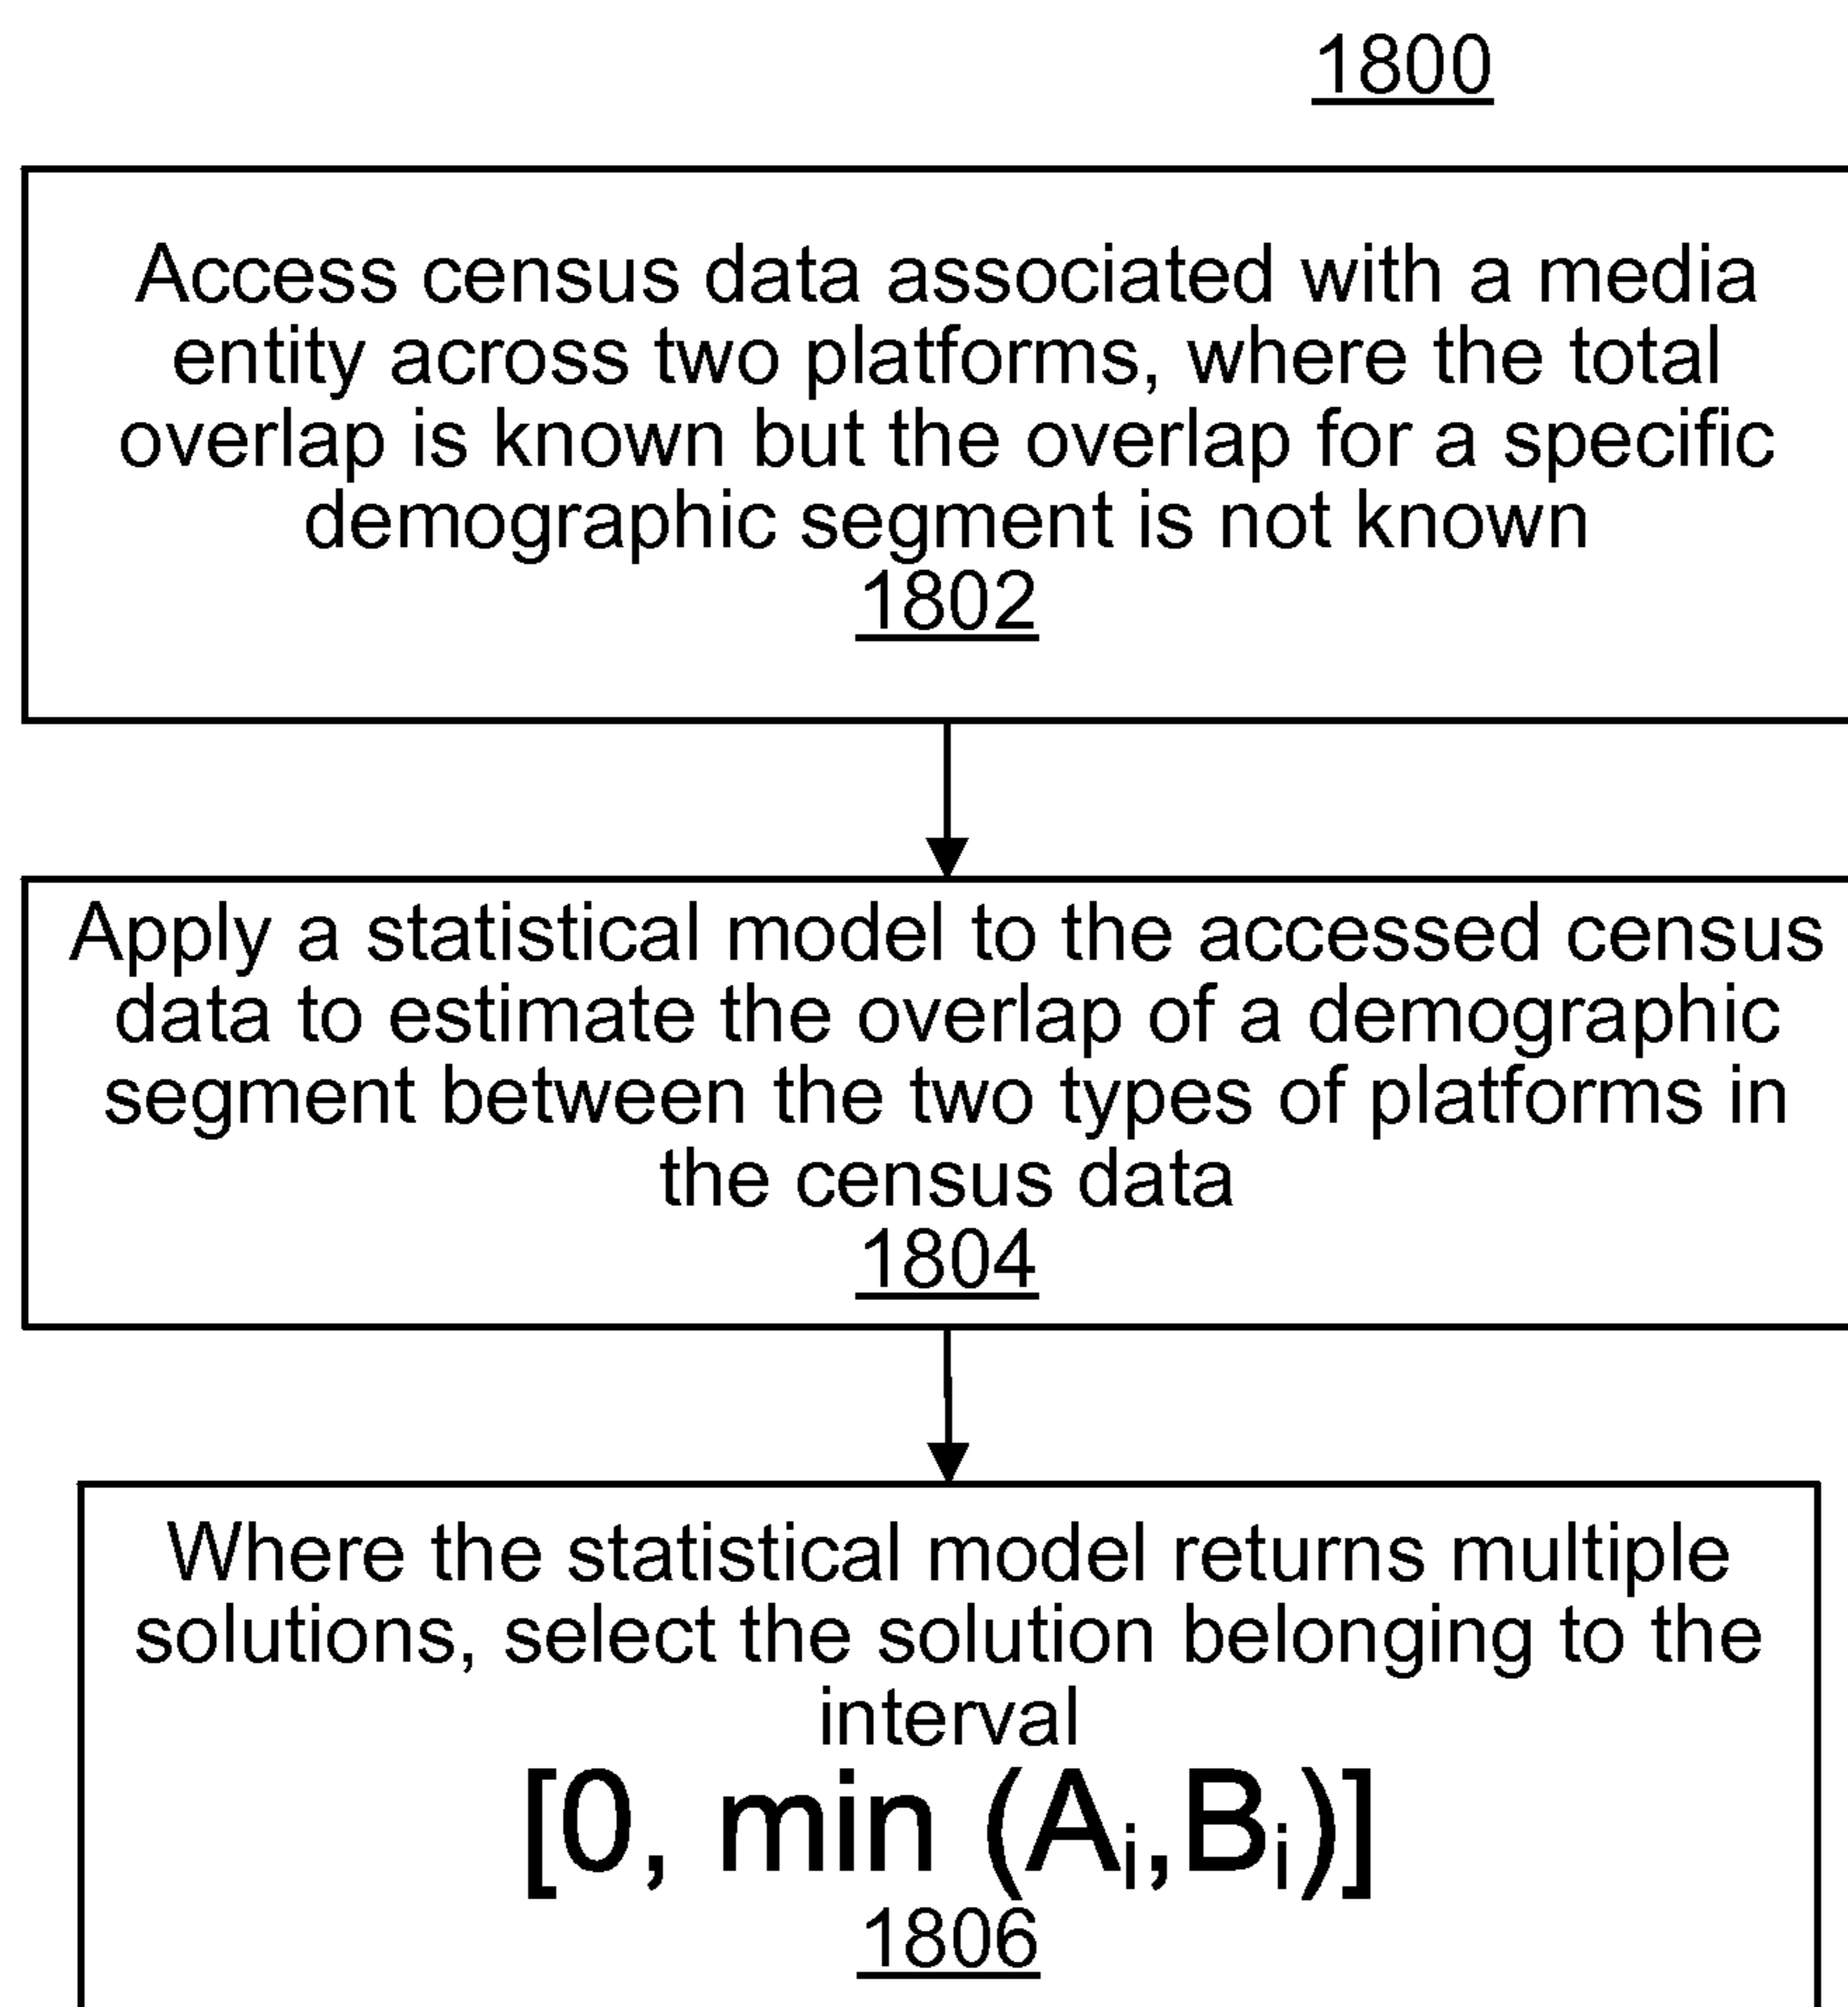 1800
Access census data associated with a media
entity across two platforms, where the total
overlap is known but the overlap for a specific
demographic segment is not known
1802
Apply a statistical model to the accessed census
data to estimate the overlap of a demographic
segment between the two types of platforms in
the census data
1804
Where the statistical model returns multiple
solutions, select the solution belonging to the
interval
[0, min (Aᵢ,Bᵢ)]
1806